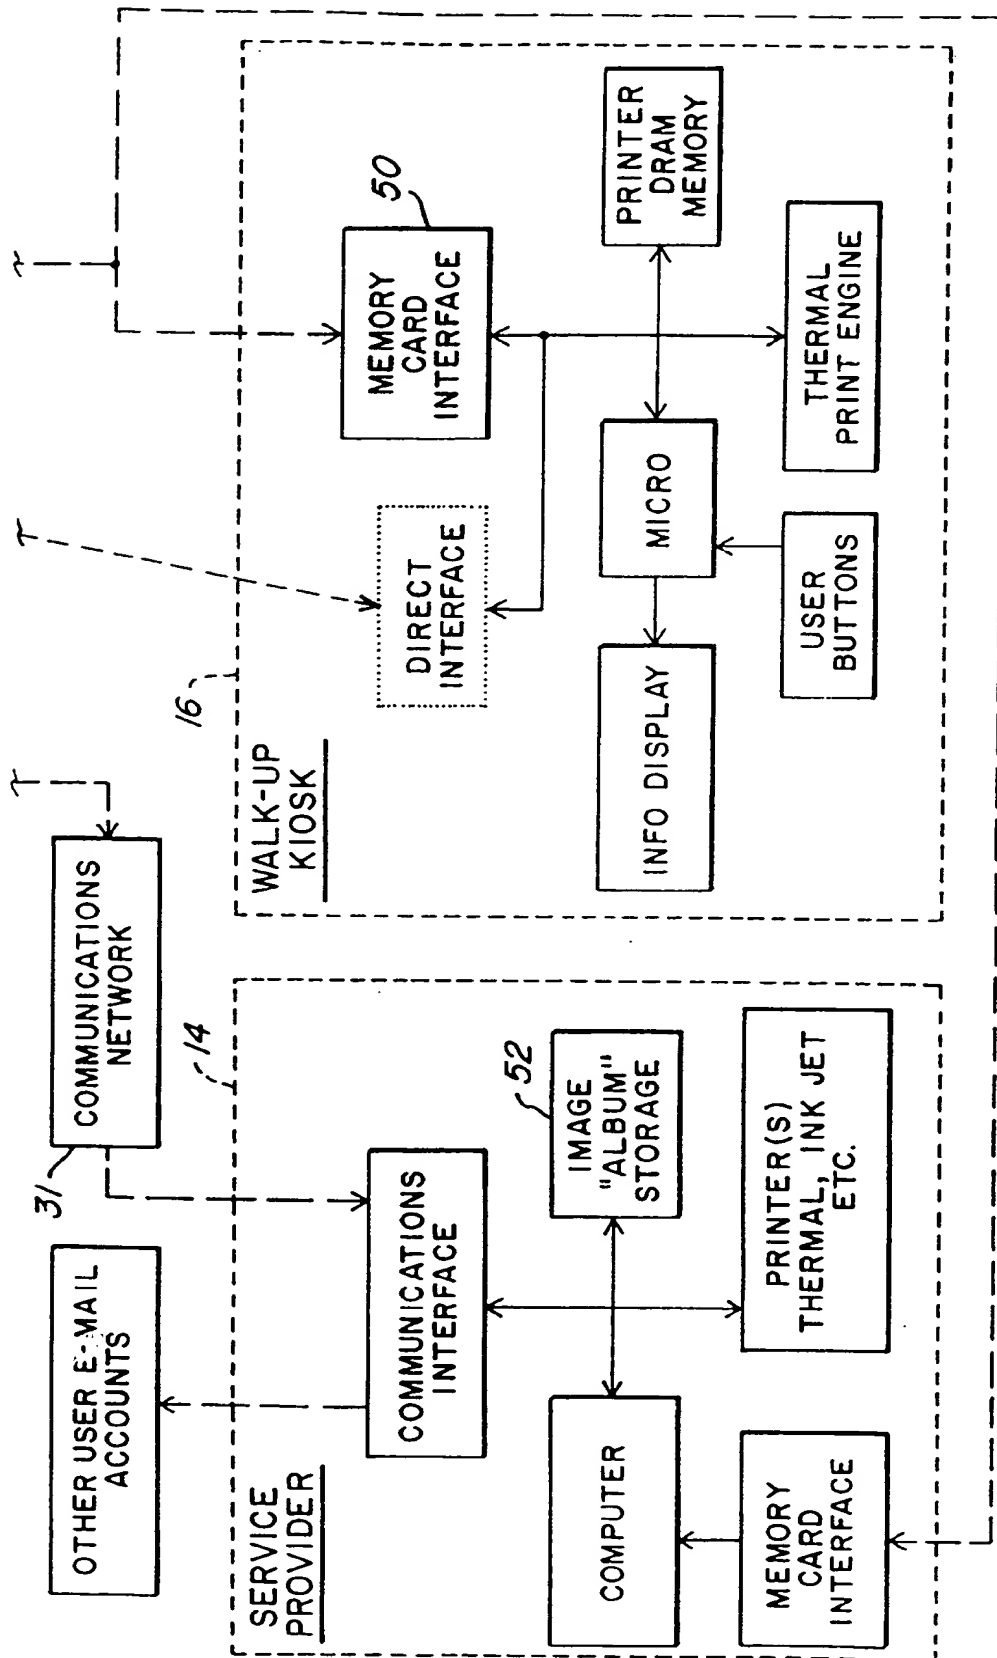 OTHER USER E-MAIL
ACCOUNTS
31
COMMUNICATIONS
NETWORK
14
SERVICE
PROVIDER
COMMUNICATIONS
INTERFACE
COMPUTER
52
IMAGE
"ALBUM"
STORAGE
MEMORY
CARD
INTERFACE
PRINTER(S)
THERMAL, INK JET
ETC.
16
WALK-UP
KIOSK
DIRECT
INTERFACE
50
MEMORY
CARD
INTERFACE
INFO DISPLAY
MICRO
PRINTER
DRAM
MEMORY
USER
BUTTONS
THERMAL
PRINT ENGINE